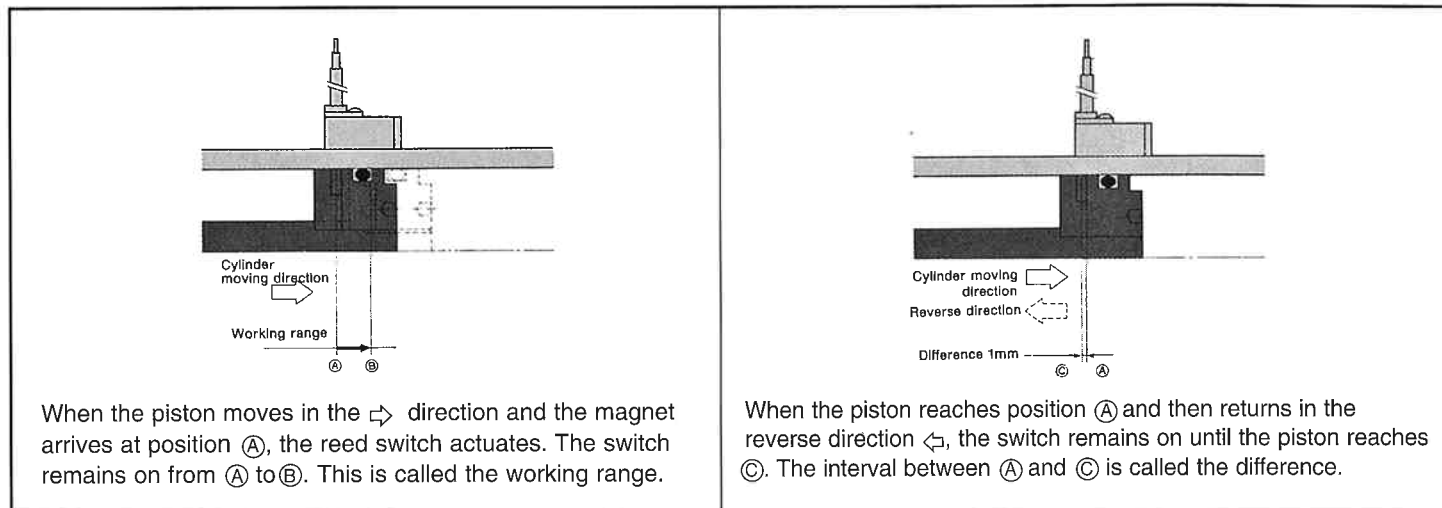 Cylinder
moving direction
Working range
Ⓐ Ⓑ
When the piston moves in the ⇨ direction and the magnet
arrives at position Ⓐ, the reed switch actuates. The switch
remains on from Ⓐ to Ⓑ. This is called the working range.
Cylinder moving
direction
Reverse direction
Difference 1mm
Ⓒ Ⓐ
When the piston reaches position Ⓐ and then returns in the
reverse direction ⇦, the switch remains on until the piston reaches
Ⓒ. The interval between Ⓐ and Ⓒ is called the difference.